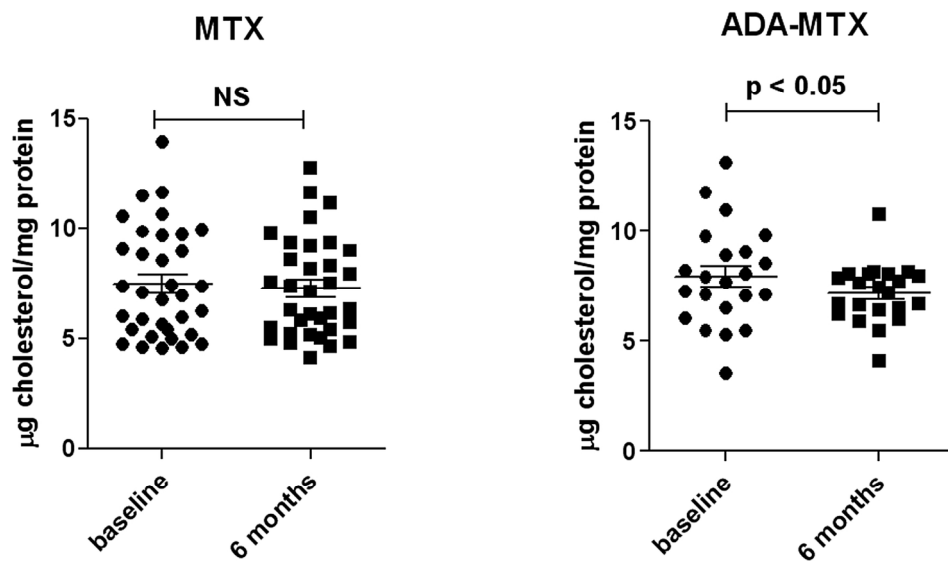 MTX
NS
µg cholesterol/mg protein
15
10
5
0
baseline
6 months
ADA-MTX
p < 0.05
µg cholesterol/mg protein
15
10
5
0
baseline
6 months